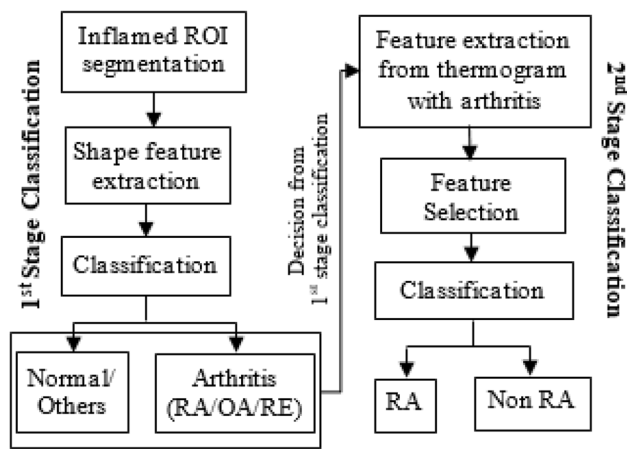 1st Stage Classification
Inflamed ROI
segmentation
Shape feature
extraction
Classification
Normal/
Others
Arthritis
(RA/OA/RE)
Decision from
1st stage classification
Feature extraction
from thermogram
with arthritis
Feature
Selection
Classification
RA
Non RA
2nd Stage Classification